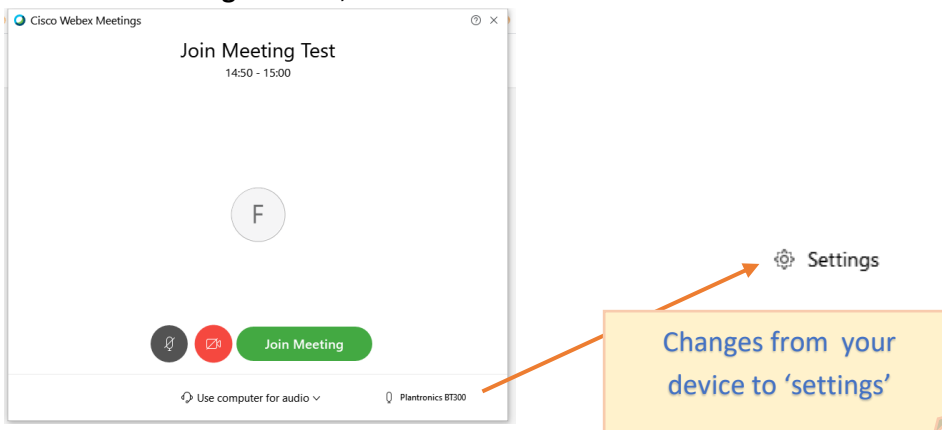 Cisco Webex Meetings
Join Meeting Test
14:50 - 15:00
F
Join Meeting
Use computer for audio
Plantronics BT300
Settings
Changes from your
device to ‘settings’